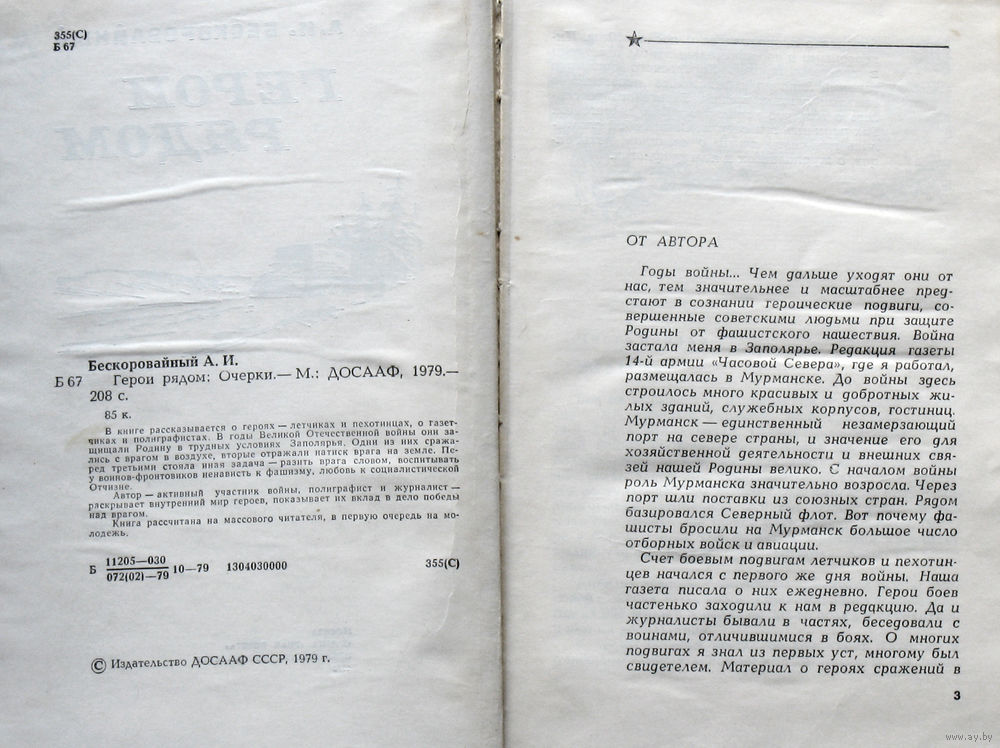 355(С)
Б 67
Бескоровайный А. И.
Б 67 Герои рядом: Очерки.— М.: ДОСААФ, 1979.—
208 с.
85 к.
В книге рассказывается о героях — летчиках и пехотинцах, о газет-
чиках и полиграфистах. В годы Великой Отечественной войны они за-
щищали Родину в трудных условиях Заполярья. Одни из них сража-
лись с врагом в воздухе, вторые отражали натиск врага на земле. Пе-
ред третьими стояла иная задача — разить врага словом, воспитывать
у воинов-фронтовиков ненависть к фашизму, любовь к социалистической
Отчизне.
Автор — активный участник войны, полиграфист и журналист —
раскрывает внутренний мир героев, показывает их вклад в дело победы
над врагом.
Книга рассчитана на массового читателя, в первую очередь на мо-
лодежь.
Б 11205—030
072(02)—79 10—79 1304030000 355(С)
© Издательство ДОСААФ СССР, 1979 г.
ОТ АВТОРА
Годы войны... Чем дальше уходят они от
нас, тем значительнее и масштабнее пред-
стают в сознании героические подвиги, со-
вершенные советскими людьми при защите
Родины от фашистского нашествия. Война
застала меня в Заполярье. Редакция газеты
14-й армии «Часовой Севера», где я работал,
размещалась в Мурманске. До войны здесь
строилось много красивых и добротных жи-
лых зданий, служебных корпусов, гостиниц.
Мурманск — единственный незамерзающий
порт на севере страны, и значение его для
хозяйственной деятельности и внешних свя-
зей нашей Родины велико. С началом войны
роль Мурманска значительно возросла. Через
порт шли поставки из союзных стран. Рядом
базировался Северный флот. Вот почему фа-
шисты бросили на Мурманск большое число
отборных войск и авиации.
Счет боевым подвигам летчиков и пехотин-
цев начался с первого же дня войны. Наша
газета писала о них ежедневно. Герои боев
частенько заходили к нам в редакцию. Да и
журналисты бывали в частях, беседовали с
воинами, отличившимися в боях. О многих
подвигах я знал из первых уст, многому был
свидетелем. Материал о героях сражений в
3
www.ay.by